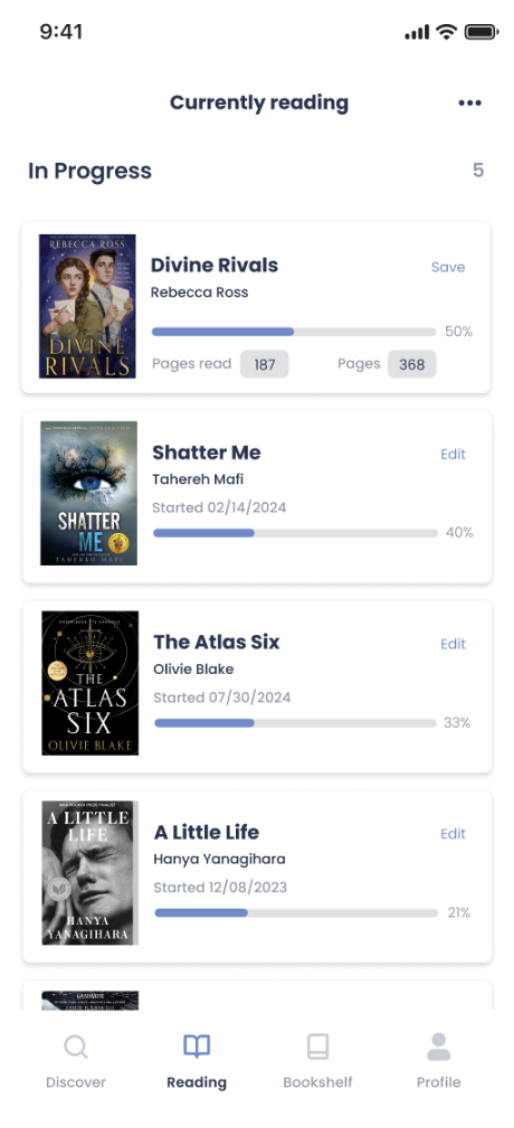 9:41
Currently reading
In Progress
5
REBECCA ROSS
DIVINE
RIVALS
Divine Rivals
Save
Rebecca Ross
50%
Pages read 187
Pages 368
SHATTER
ME
TAHEREH MAFI
Shatter Me
Edit
Tahereh Mafi
Started 02/14/2024
40%
THE
ATLAS
SIX
OLIVIE BLAKE
The Atlas Six
Edit
Olivie Blake
Started 07/30/2024
33%
A LITTLE
LIFE
HANYA
YANAGIHARA
A Little Life
Edit
Hanya Yanagihara
Started 12/08/2023
21%
Discover
Reading
Bookshelf
Profile